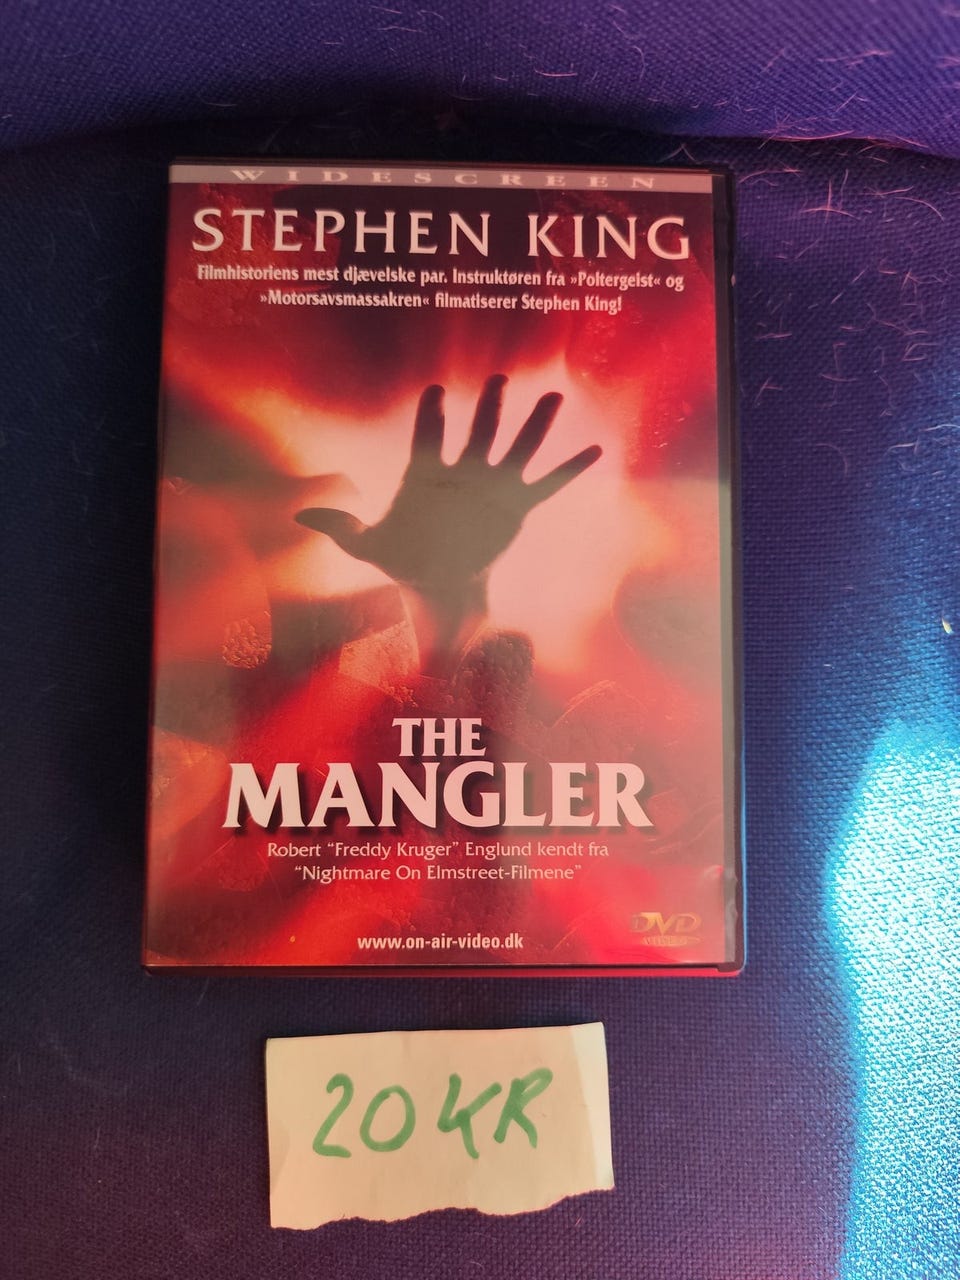 WIDESCREEN
STEPHEN KING
Filmhistoriens mest djævelske par. Instruktøren fra »Poltergeist« og
»Motorsavsmassakren« filmatiserer Stephen King!
THE
MANGLER
Robert “Freddy Kruger” Englund kendt fra
“Nightmare On Elmstreet-Filmene”
DVD
VIDEO
www.on-air-video.dk
20 KR